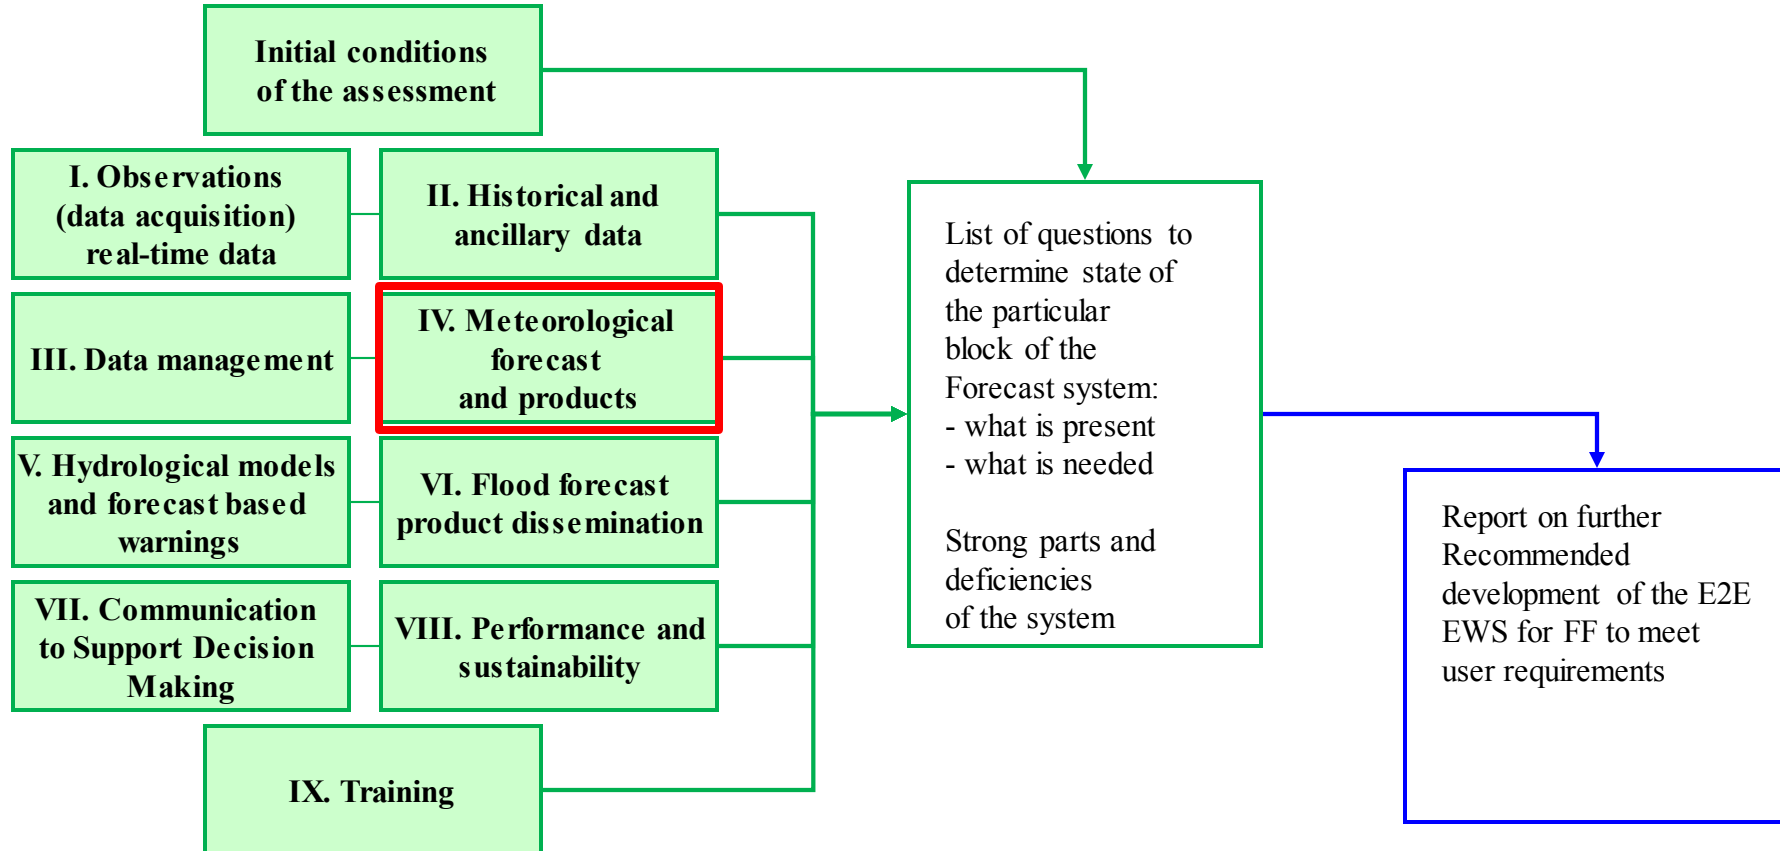 Initial conditions
of the assessment
I. Observations
(data acquisition)
real-time data
II. Historical and
ancillary data
III. Data management
IV. Meteorological
forecast
and products
V. Hydrological models
and forecast based
warnings
VI. Flood forecast
product dissemination
VII. Communication
to Support Decision
Making
VIII. Performance and
sustainability
IX. Training
List of questions to
determine state of
the particular
block of the
Forecast system:
- what is present
- what is needed
Strong parts and
deficiencies
of the system
Report on further
Recommended
development of the E2E
EWS for FF to meet
user requirements